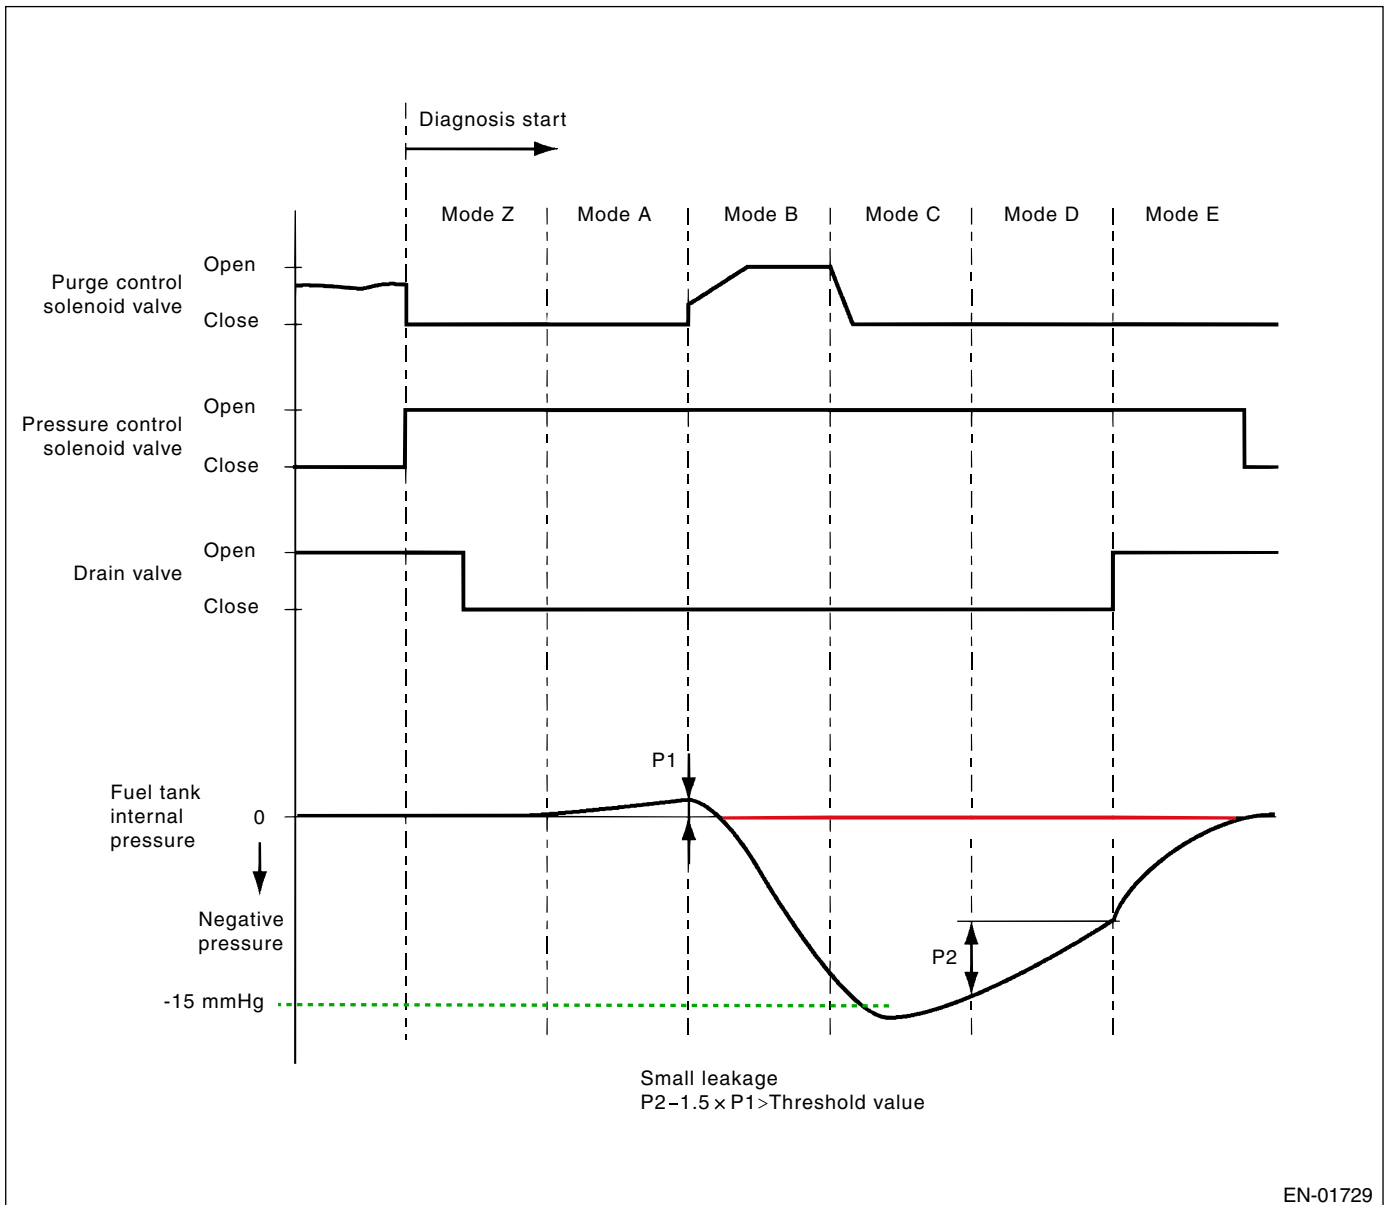 Diagnosis start
Mode Z
Mode A
Mode B
Mode C
Mode D
Mode E
Purge control
solenoid valve
Open
Close
Pressure control
solenoid valve
Open
Close
Drain valve
Open
Close
P1
Fuel tank
internal
pressure
0
Negative
pressure
P2
-15 mmHg
Small leakage
P2−1.5×P1>Threshold value
EN-01729